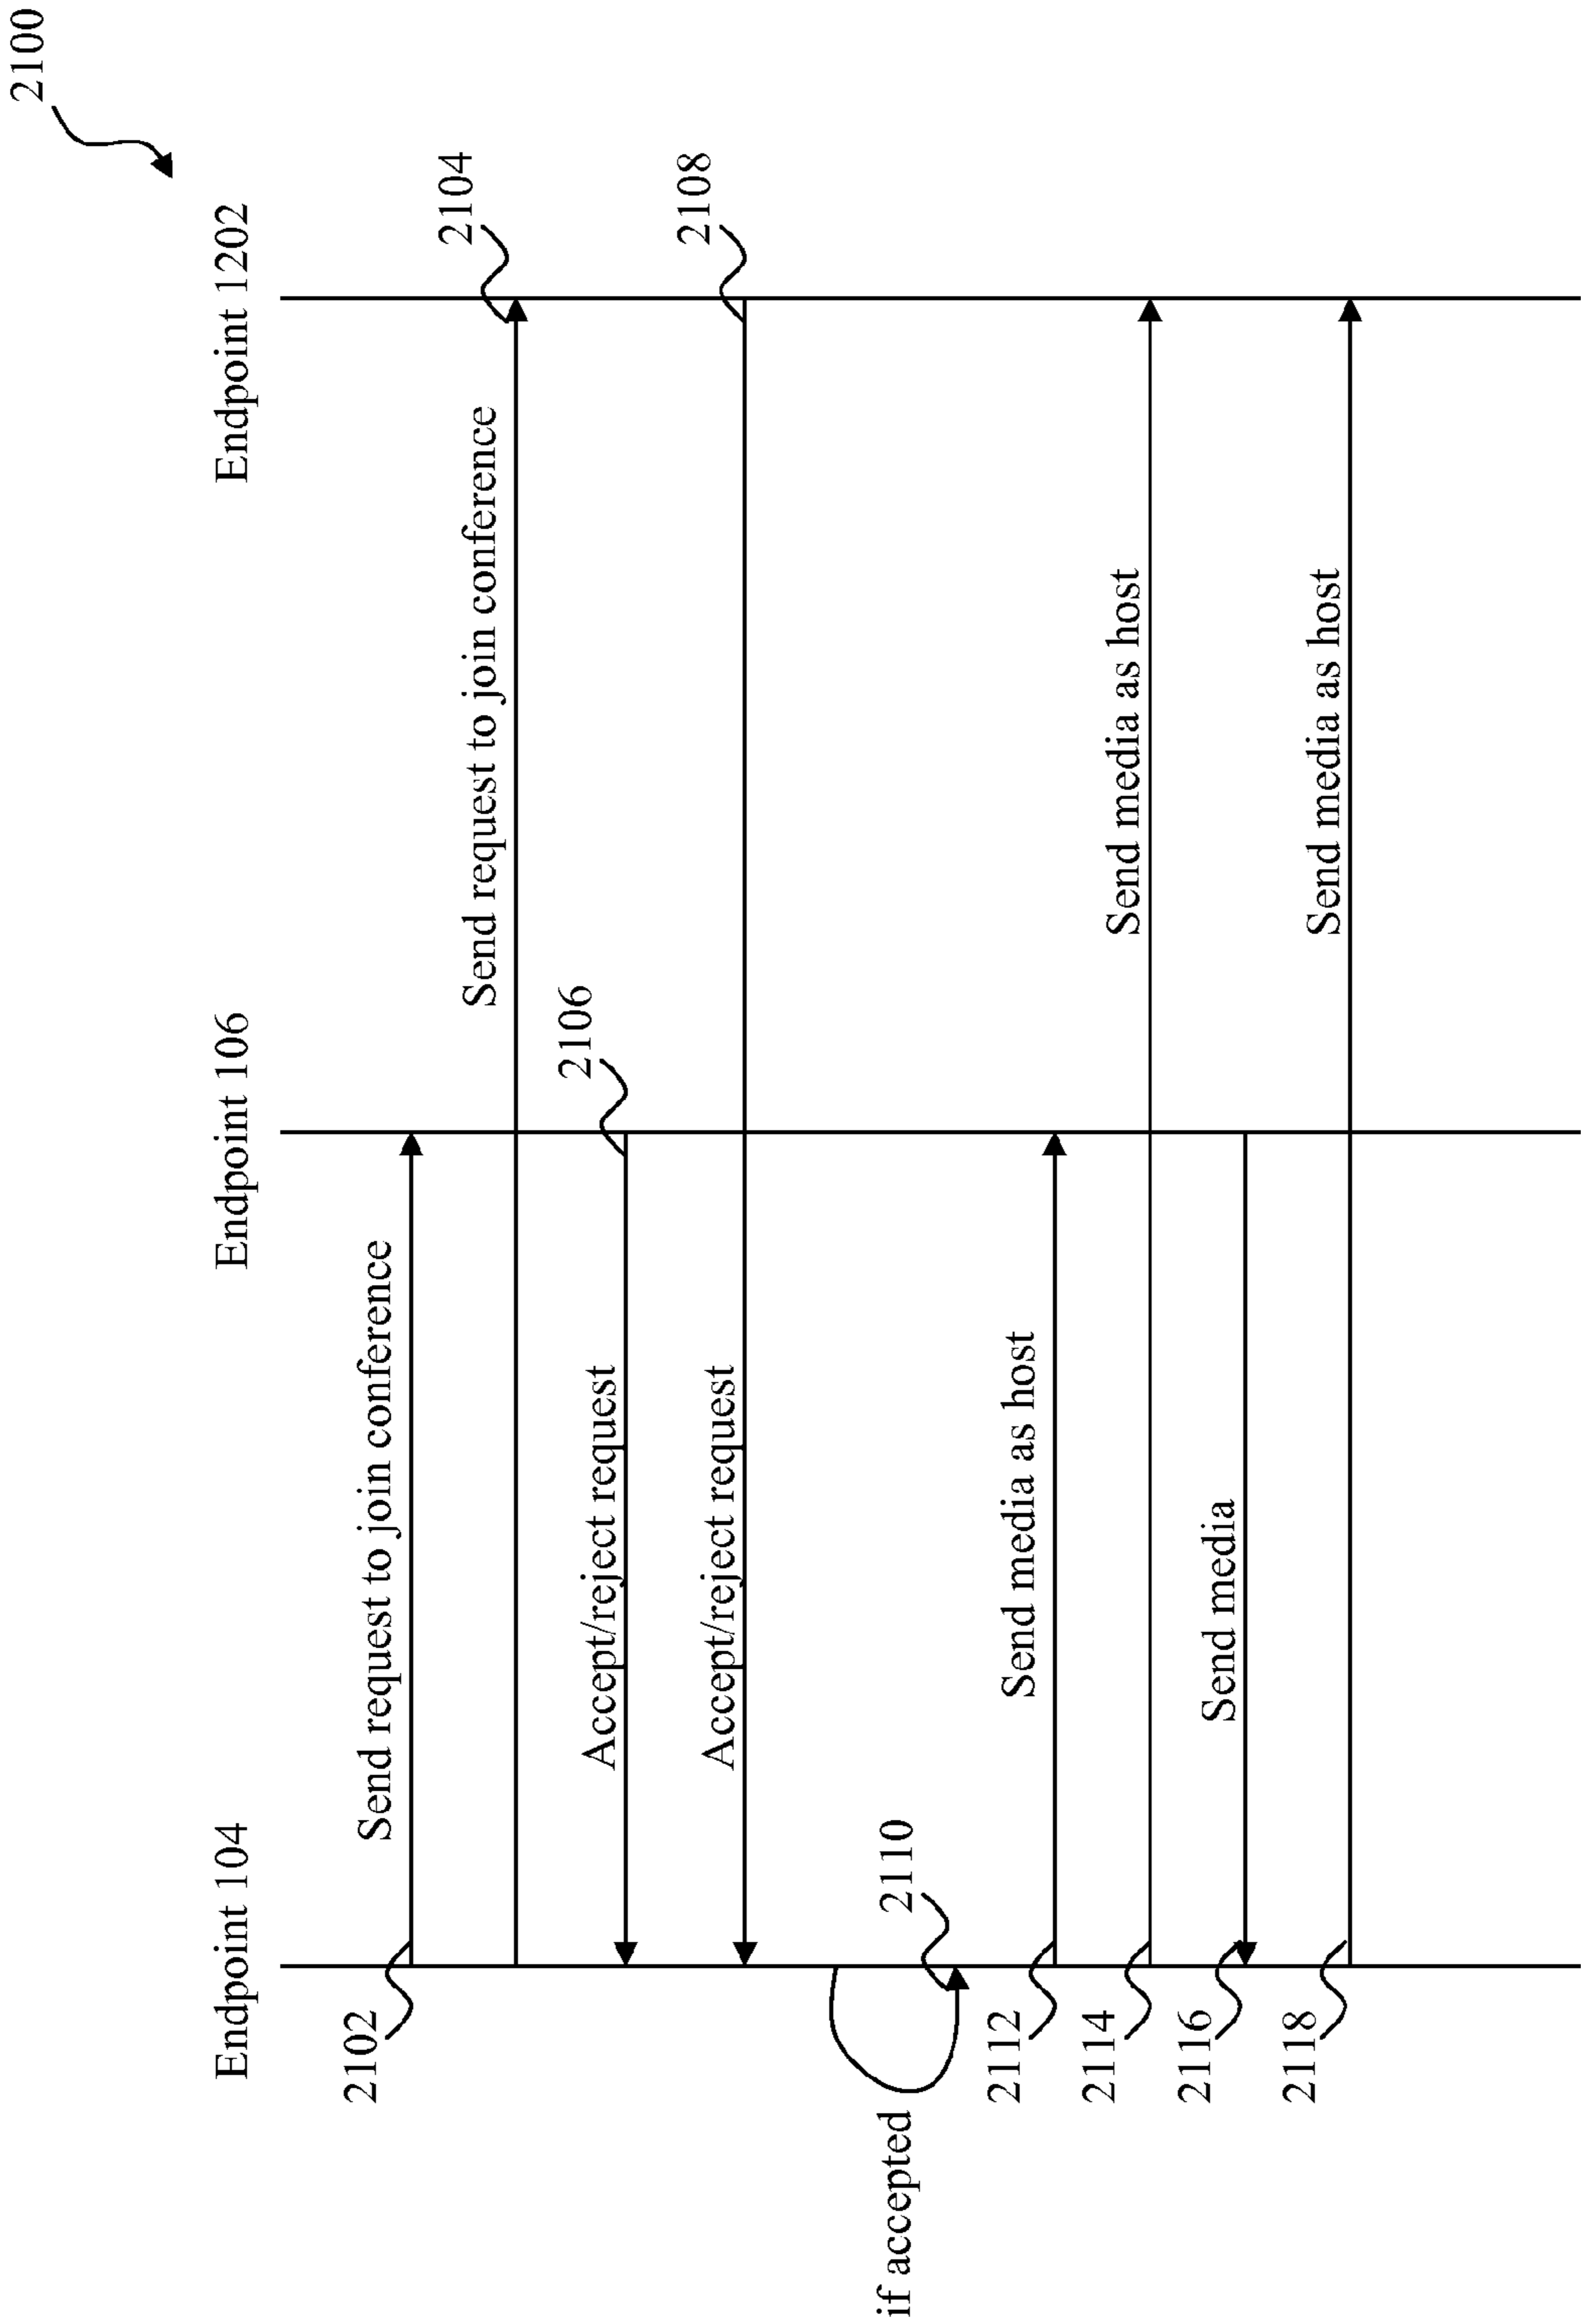 2100
Endpoint 104
Endpoint 106
Endpoint 1202
2102
Send request to join conference
2104
Send request to join conference
2106
Accept/reject request
2108
Accept/reject request
if accepted
2110
2112
Send media as host
2114
Send media as host
2116
Send media
2118
Send media as host